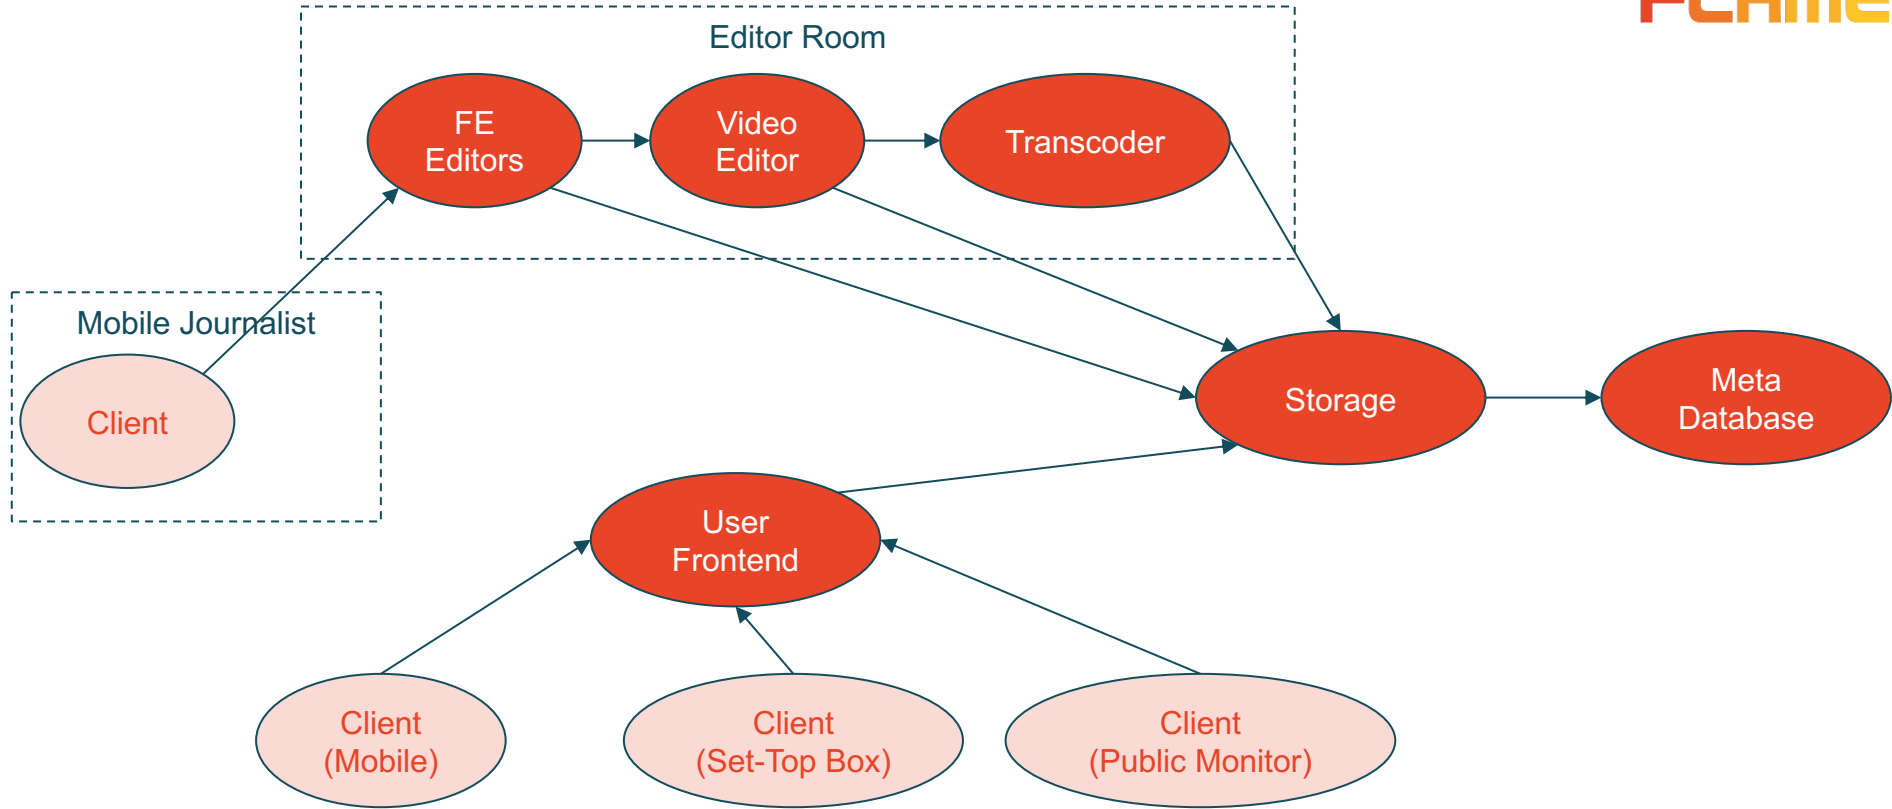 Editor Room
FE
Editors
Video
Editor
Transcoder
Mobile Journalist
Client
Storage
Meta
Database
User
Frontend
Client
(Mobile)
Client
(Set-Top Box)
Client
(Public Monitor)